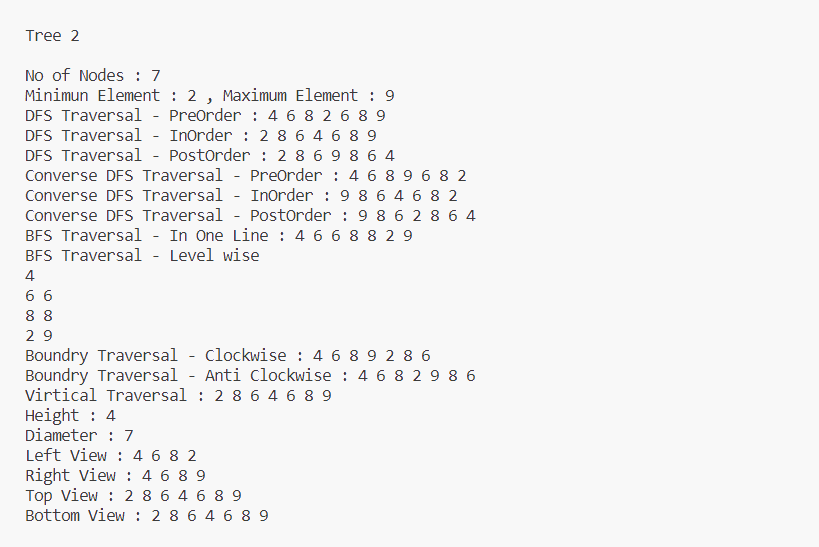 Tree 2
No of Nodes : 7
Minimun Element : 2 , Maximum Element : 9
DFS Traversal - PreOrder : 4 6 8 2 6 8 9
DFS Traversal - InOrder : 2 8 6 4 6 8 9
DFS Traversal - PostOrder : 2 8 6 9 8 6 4
Converse DFS Traversal - PreOrder : 4 6 8 9 6 8 2
Converse DFS Traversal - InOrder : 9 8 6 4 6 8 2
Converse DFS Traversal - PostOrder : 9 8 6 2 8 6 4
BFS Traversal - In One Line : 4 6 6 8 8 2 9
BFS Traversal - Level wise
4
6 6
8 8
2 9
Boundry Traversal - Clockwise : 4 6 8 9 2 8 6
Boundry Traversal - Anti Clockwise : 4 6 8 2 9 8 6
Virtical Traversal : 2 8 6 4 6 8 9
Height : 4
Diameter : 7
Left View : 4 6 8 2
Right View : 4 6 8 9
Top View : 2 8 6 4 6 8 9
Bottom View : 2 8 6 4 6 8 9